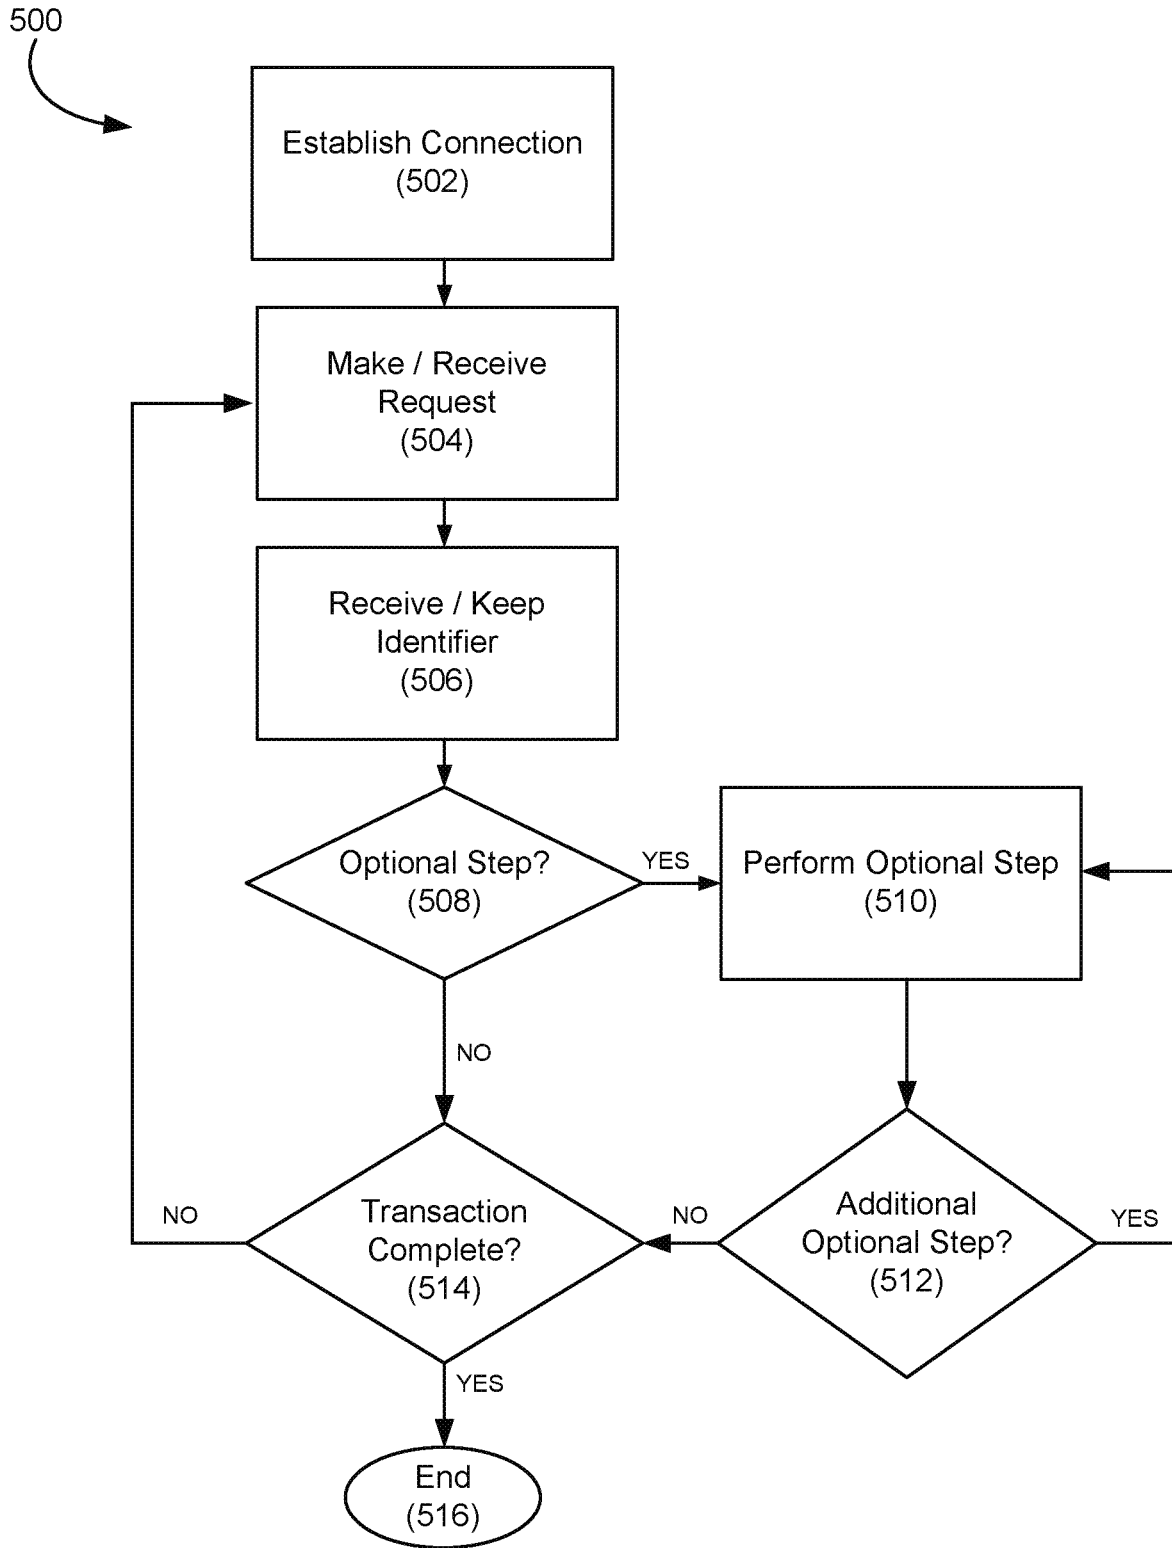 500
Establish Connection
(502)
Make / Receive
Request
(504)
Receive / Keep
Identifier
(506)
Optional Step?
(508)
YES
Perform Optional Step
(510)
NO
Additional
Optional Step?
(512)
YES
NO
Transaction
Complete?
(514)
NO
YES
End
(516)